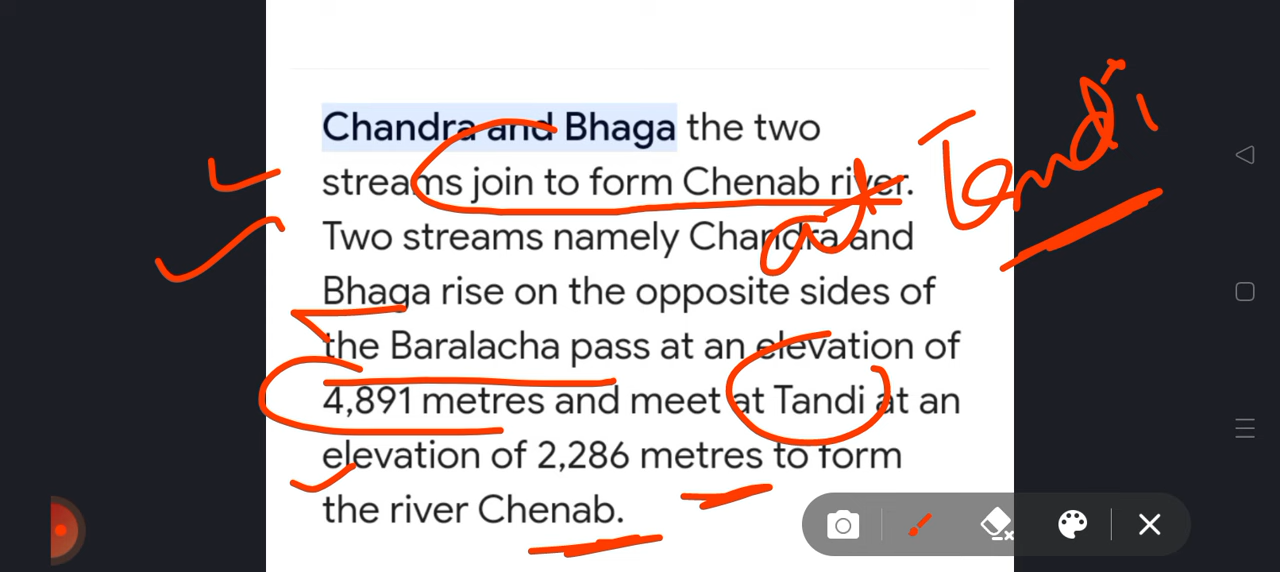 Chandra and Bhaga the two
streams join to form Chenab river.
at Tandi
Two streams namely Chandra and
Bhaga rise on the opposite sides of
the Baralacha pass at an elevation of
4,891 metres and meet at Tandi at an
elevation of 2,286 metres to form
the river Chenab.